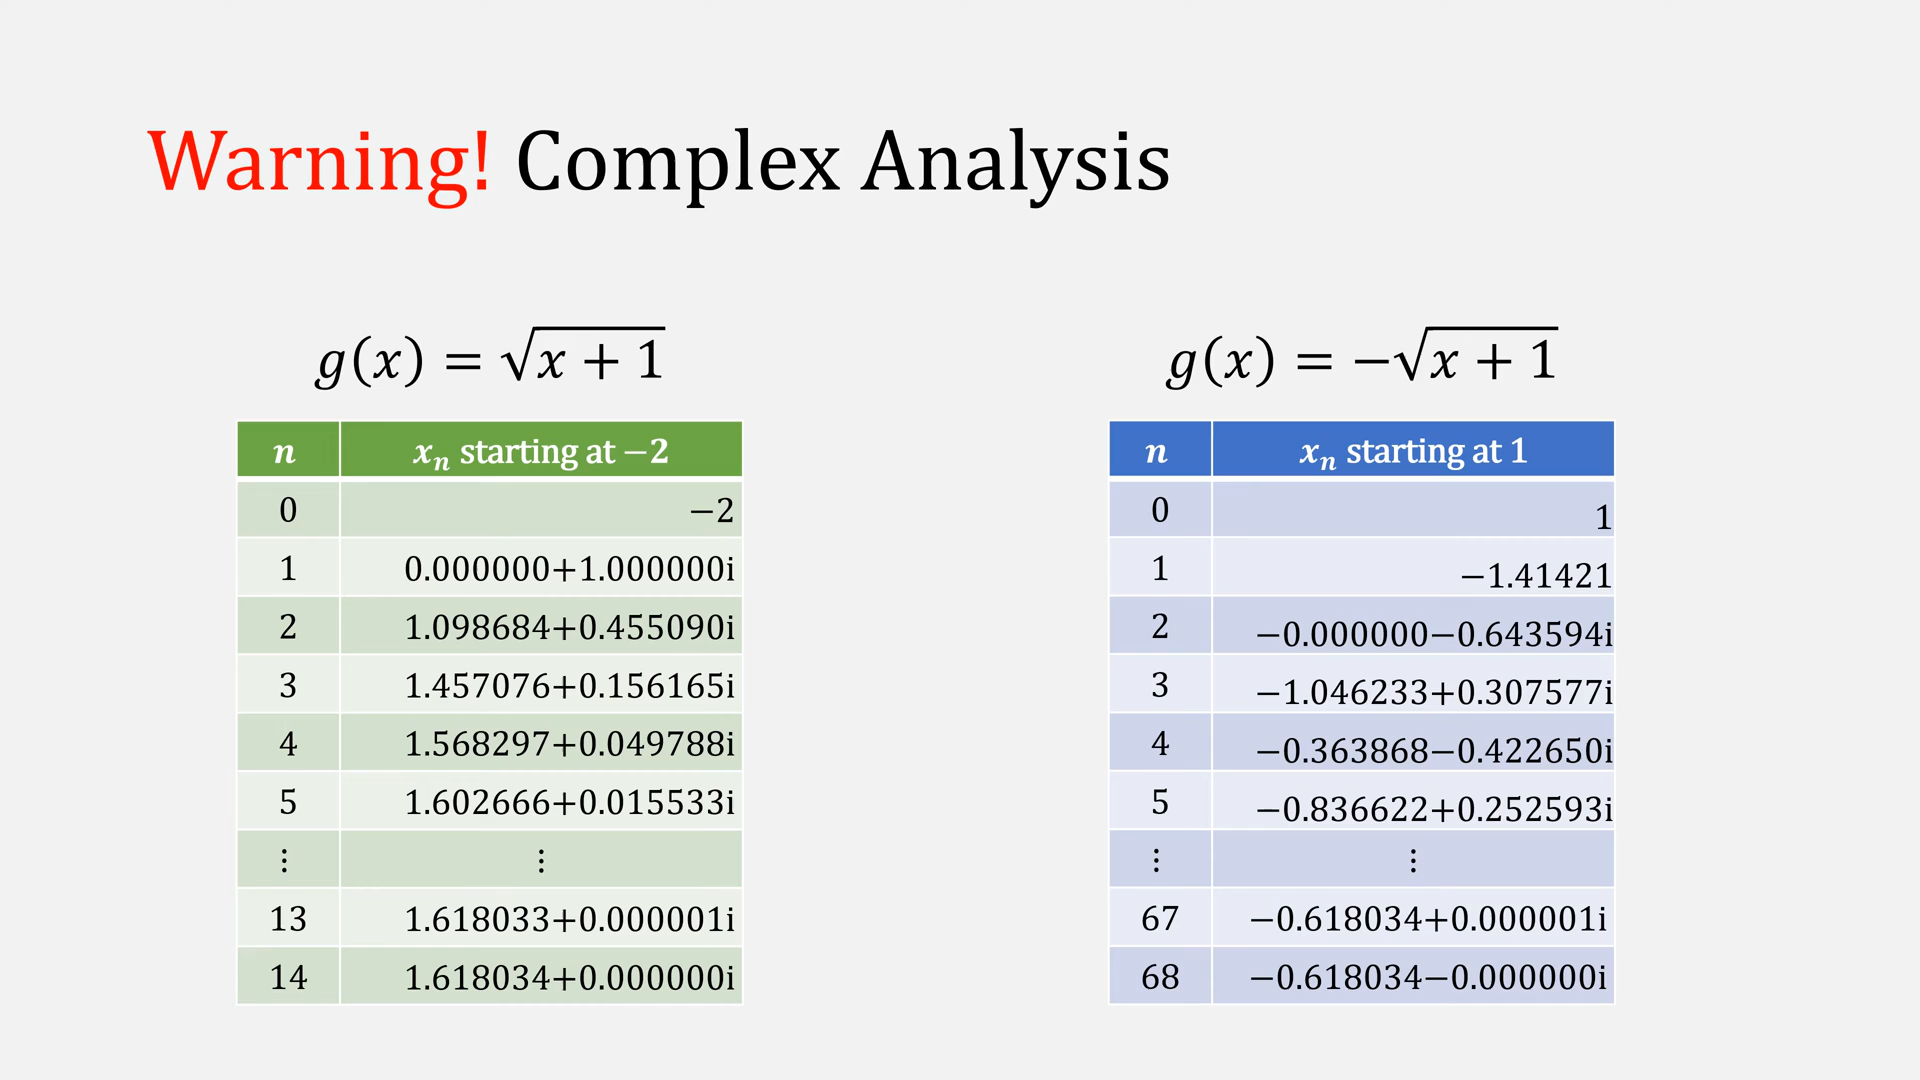 Warning! Complex Analysis
g(x) = √x + 1
n xₙ starting at −2
0 −2
1 0.000000+1.000000i
2 1.098684+0.455090i
3 1.457076+0.156165i
4 1.568297+0.049788i
5 1.602666+0.015533i
⋮ ⋮
13 1.618033+0.000001i
14 1.618034+0.000000i
g(x) = −√x + 1
n xₙ starting at 1
0 1
1 −1.41421
2 −0.000000−0.643594i
3 −1.046233+0.307577i
4 −0.363868−0.422650i
5 −0.836622+0.252593i
⋮ ⋮
67 −0.618034+0.000001i
68 −0.618034−0.000000i